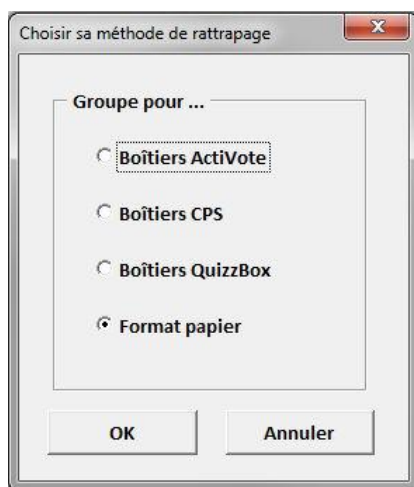 Choisir sa méthode de rattrapage
Groupe pour ...
Boîtiers ActiVote
Boîtiers CPS
Boîtiers QuizzBox
Format papier
OK
Annuler